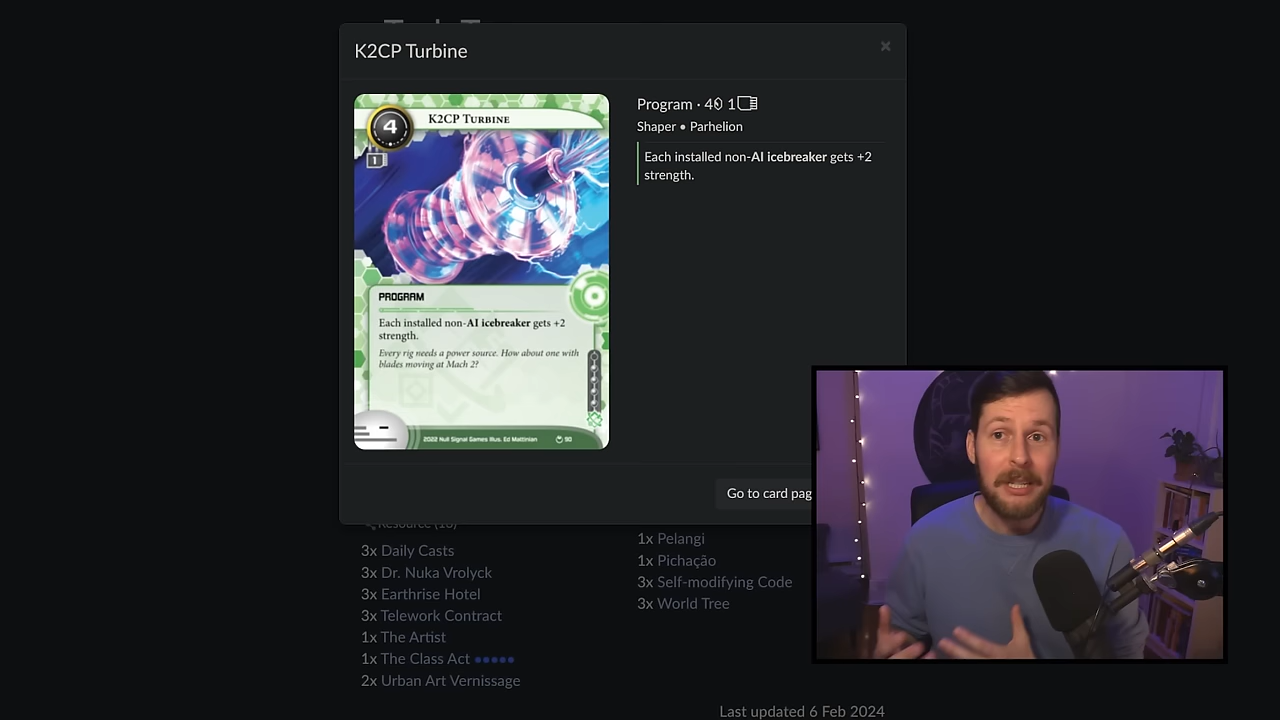 K2CP Turbine
×
4
K2CP Turbine
1
PROGRAM
Each installed non-AI icebreaker gets +2
strength.
Every rig needs a power source. How about one with
blades moving at Mach 2?
2022 Null Signal Games Illus. Ed Mattinian
90
Program · 4 1
Shaper • Parhelion
Each installed non-AI icebreaker gets +2
strength.
Go to card pag
3x Daily Casts
3x Dr. Nuka Vrolyck
3x Earthrise Hotel
3x Telework Contract
1x The Artist
1x The Class Act •••••
2x Urban Art Vernissage
1x Pelangi
1x Pichação
3x Self-modifying Code
3x World Tree
Last updated 6 Feb 2024